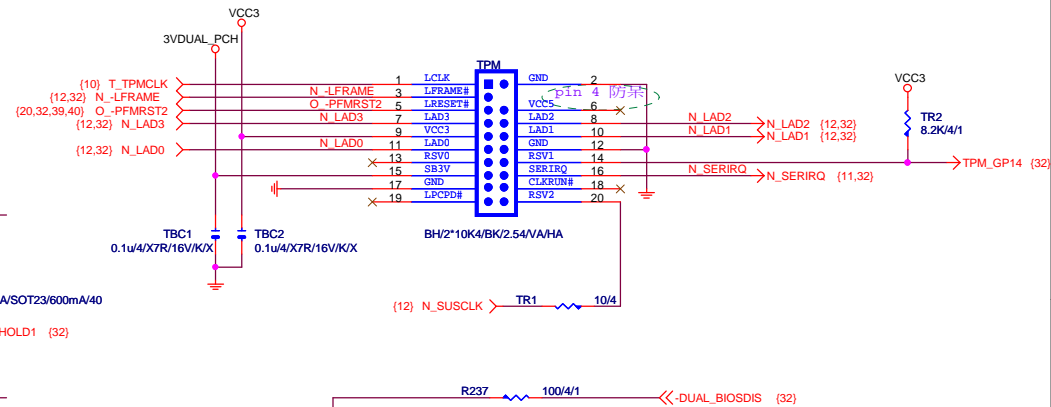 VCC3
3VDUAL_PCH
TPM
{10} T_TPMCLK
1 LCLK GND 2
{12,32} N_-LFRAME N_-LFRAME 3 LFRAME# pin 4 防呆
VCC3
{20,32,39,40} O_-PFMRST2 O_-PFMRST2 5 LRESET# VCC5 6
{12,32} N_LAD3 N_LAD3 7 LAD3 LAD2 8 N_LAD2 N_LAD2 {12,32}
TR2
8.2K/4/1
9 VCC3 LAD1 10 N_LAD1 N_LAD1 {12,32}
{12,32} N_LAD0 N_LAD0 11 LAD0 GND 12
13 RSV0 RSV1 14 TPM_GP14 {32}
15 SB3V SERIRQ 16 N_SERIRQ N_SERIRQ {11,32}
17 GND CLKRUN# 18
19 LPCPD# RSV2 20
TBC1
0.1u/4/X7R/16V/K/X
TBC2
0.1u/4/X7R/16V/K/X
BH/2*10K4/BK/2.54/VA/HA
A/SOT23/600mA/40
{12} N_SUSCLK TR1 10/4
HOLD1 {32}
R237 100/4/1 -DUAL_BIOSDIS {32}